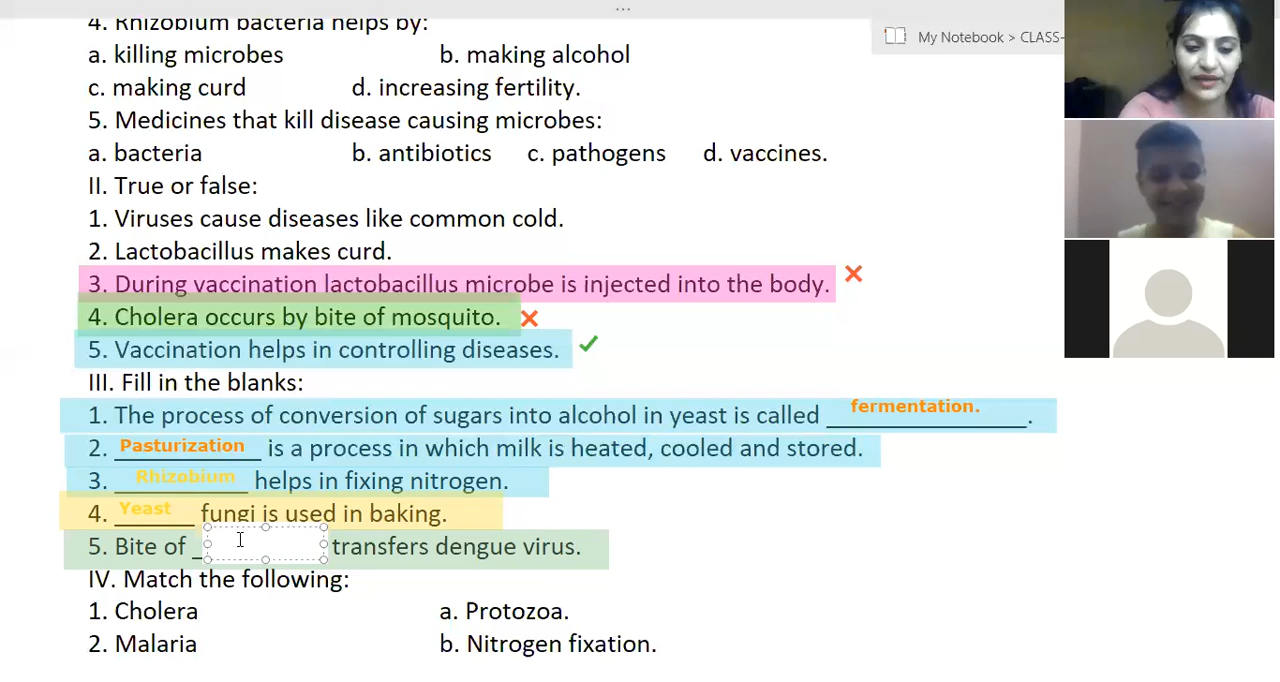 4. Rhizobium bacteria helps by:
My Notebook > CLASS-
a. killing microbes b. making alcohol
c. making curd d. increasing fertility.
5. Medicines that kill disease causing microbes:
a. bacteria b. antibiotics c. pathogens d. vaccines.
II. True or false:
1. Viruses cause diseases like common cold.
2. Lactobacillus makes curd.
3. During vaccination lactobacillus microbe is injected into the body.
4. Cholera occurs by bite of mosquito.
5. Vaccination helps in controlling diseases.
III. Fill in the blanks:
1. The process of conversion of sugars into alcohol in yeast is called fermentation. .
2. Pasturization is a process in which milk is heated, cooled and stored.
3. Rhizobium helps in fixing nitrogen.
4. Yeast fungi is used in baking.
5. Bite of _ transfers dengue virus.
IV. Match the following:
1. Cholera a. Protozoa.
2. Malaria b. Nitrogen fixation.